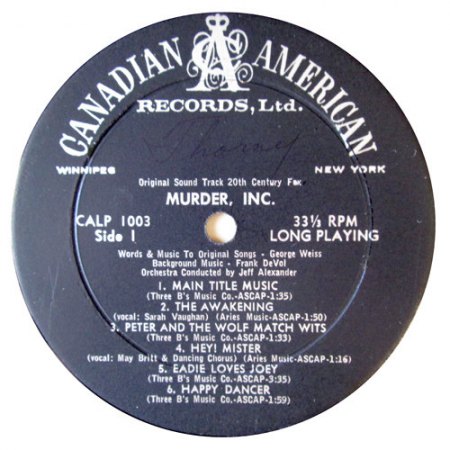 CANADIAN AMERICAN
CA
RECORDS, Ltd.
Thorney
WINNIPEG NEW YORK
Original Sound Track 20th Century Fox
MURDER, INC.
CALP 1003 33⅓ RPM
Side 1 LONG PLAYING
Words & Music To Original Songs - George Weiss
Background Music - Frank DeVol
Orchestra Conducted by Jeff Alexander
1. MAIN TITLE MUSIC
(Three B's Music Co.-ASCAP-1:35)
2. THE AWAKENING
(vocal: Sarah Vaughan) (Aries Music-ASCAP-1:50)
3. PETER AND THE WOLF MATCH WITS
(Three B's Music Co.-ASCAP-1:33)
4. HEY! MISTER
(vocal: May Britt & Dancing Chorus) (Aries Music-ASCAP-1:16)
5. EADIE LOVES JOEY
(Three B's Music Co.-ASCAP-3:35)
6. HAPPY DANCER
(Three B's Music Co.-ASCAP-1:59)